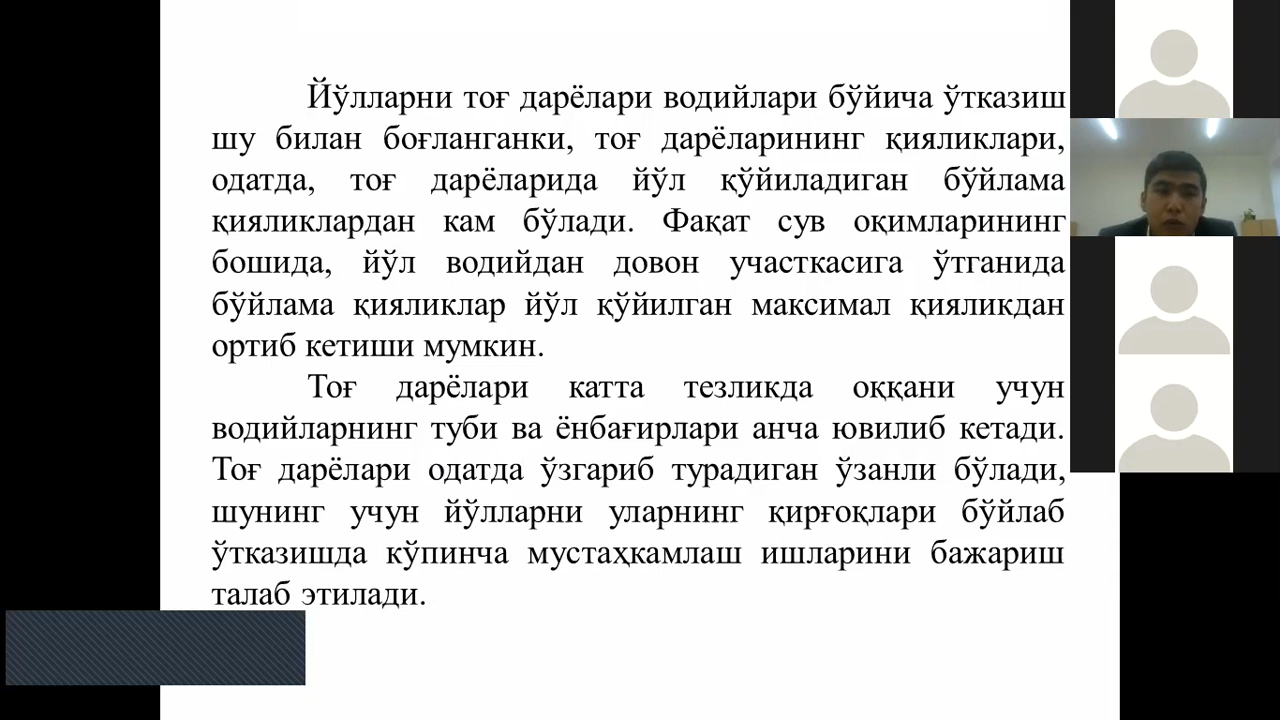 Йўлларни тоғ дарёлари водийлари бўйича ўтказиш
шу билан боғланганки, тоғ дарёларининг қияликлари,
одатда, тоғ дарёларида йўл қўйиладиган бўйлама
қияликлардан кам бўлади. Фақат сув оқимларининг
бошида, йўл водийдан довон участкасига ўтганида
бўйлама қияликлар йўл қўйилган максимал қияликдан
ортиб кетиши мумкин.
Тоғ дарёлари катта тезликда оққани учун
водийларнинг туби ва ёнбағирлари анча ювилиб кетади.
Тоғ дарёлари одатда ўзгариб турадиган ўзанли бўлади,
шунинг учун йўлларни уларнинг қирғоқлари бўйлаб
ўтказишда кўпинча мустаҳкамлаш ишларини бажариш
талаб этилади.